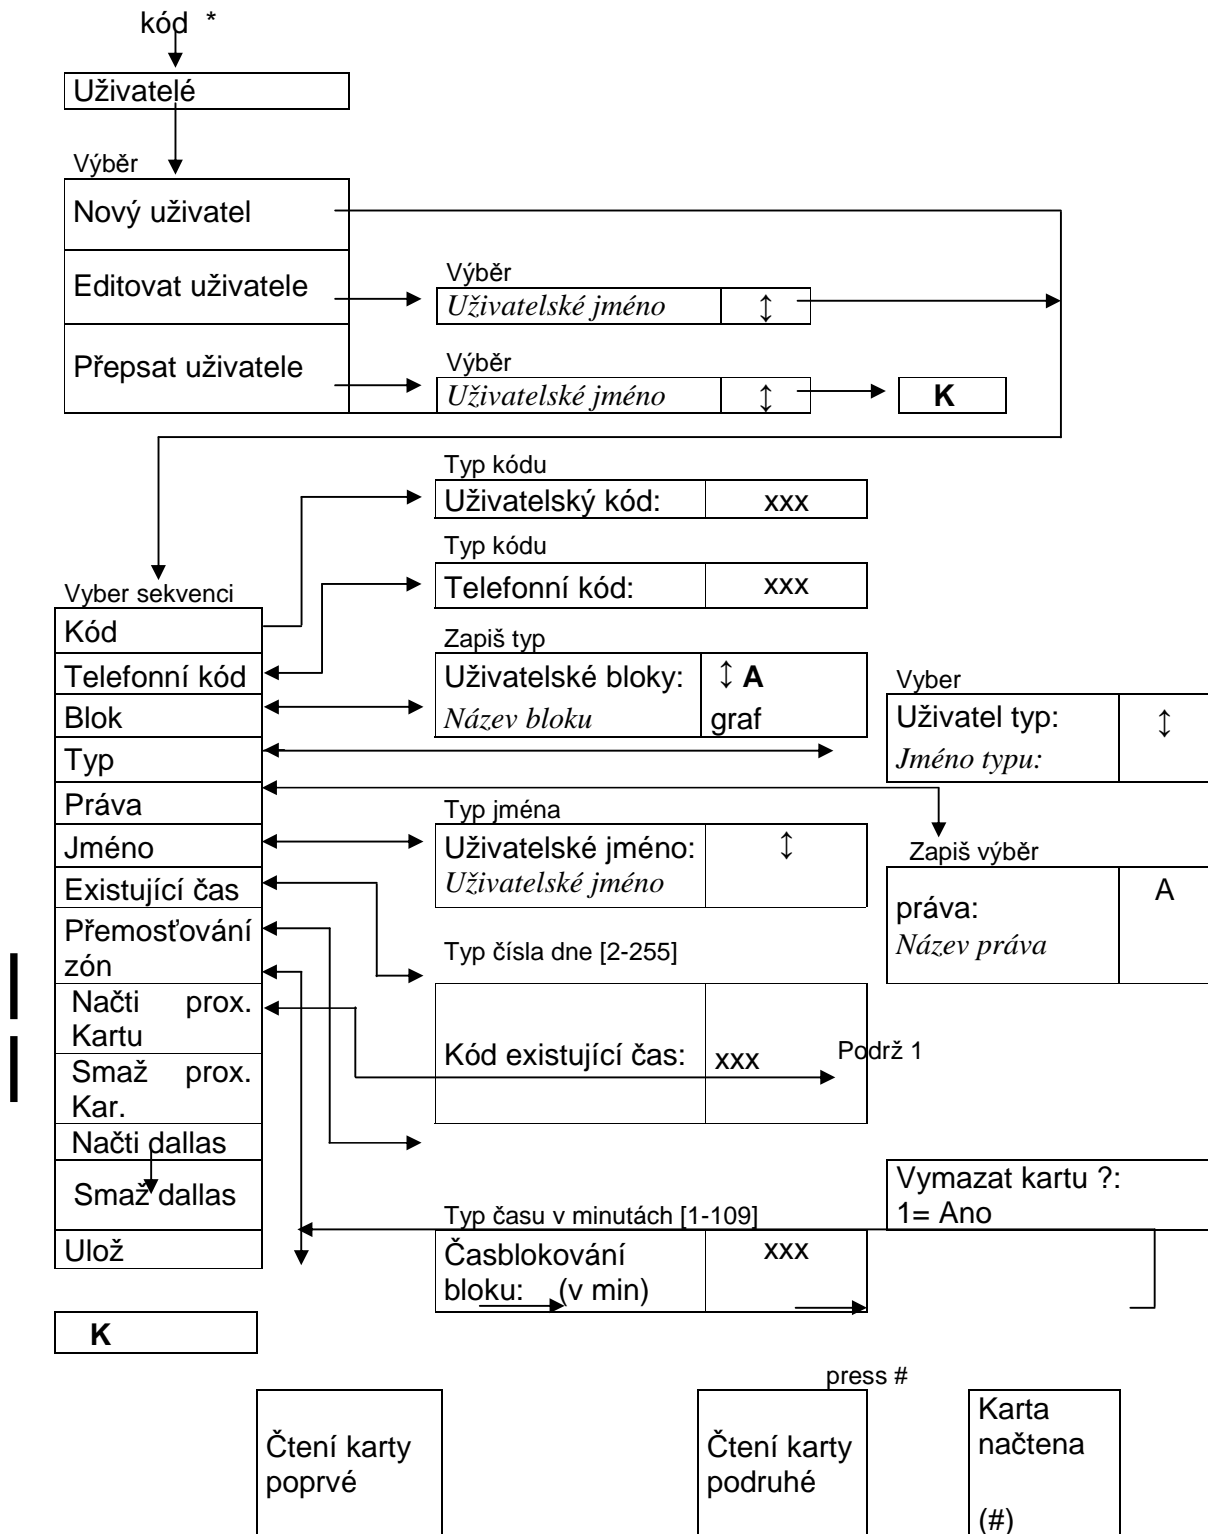 kód *
Uživatelé
Výběr
Nový uživatel
Editovat uživatele
Výběr
Uživatelské jméno ↕
Přepsat uživatele
Výběr
Uživatelské jméno ↕
K
Typ kódu
Uživatelský kód: xxx
Typ kódu
Telefonní kód: xxx
Vyber sekvenci
Kód
Telefonní kód
Blok
Typ
Práva
Jméno
Existující čas
Přemosťování
zón
Načti prox.
Kartu
Smaž prox.
Kar.
Načti dallas
Smaž dallas
Ulož
K
Zapiš typ
Uživatelské bloky: ↕ A
Název bloku graf
Vyber
Uživatel typ: ↕
Jméno typu:
Typ jména
Uživatelské jméno: ↕
Uživatelské jméno
Zapiš výběr
práva: A
Název práva
Typ čísla dne [2-255]
Kód existující čas: xxx
Podrž 1
Vymazat kartu ?:
1= Ano
Typ času v minutách [1-109]
Časblokování xxx
bloku: (v min)
press #
Čtení karty
poprvé
Čtení karty
podruhé
Karta
načtena
(#)